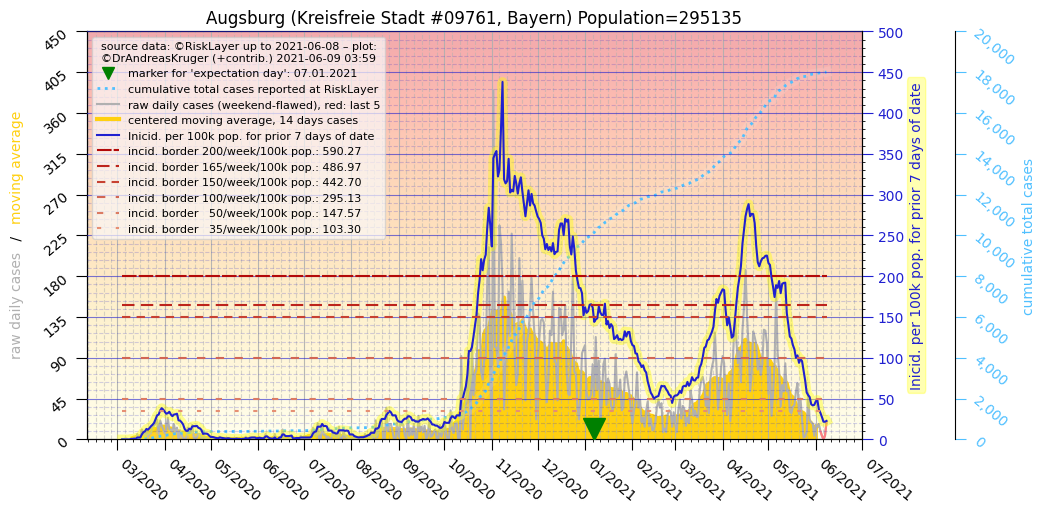 Augsburg (Kreisfreie Stadt #09761, Bayern) Population=295135
source data: ©RiskLayer up to 2021-06-08 – plot:
©DrAndreasKruger (+contrib.) 2021-06-09 03:59
marker for 'expectation day': 07.01.2021
cumulative total cases reported at RiskLayer
raw daily cases (weekend-flawed), red: last 5
centered moving average, 14 days cases
Inicid. per 100k pop. for prior 7 days of date
incid. border 200/week/100k pop.: 590.27
incid. border 165/week/100k pop.: 486.97
incid. border 150/week/100k pop.: 442.70
incid. border 100/week/100k pop.: 295.13
incid. border   50/week/100k pop.: 147.57
incid. border   35/week/100k pop.: 103.30
raw daily cases / moving average
450
405
360
315
270
225
180
135
90
45
0
500
450
400
350
300
250
200
150
100
50
0
Inicid. per 100k pop. for prior 7 days of date
20,000
18,000
16,000
14,000
12,000
10,000
8,000
6,000
4,000
2,000
0
cumulative total cases
03/2020
04/2020
05/2020
06/2020
07/2020
08/2020
09/2020
10/2020
11/2020
12/2020
01/2021
02/2021
03/2021
04/2021
05/2021
06/2021
07/2021